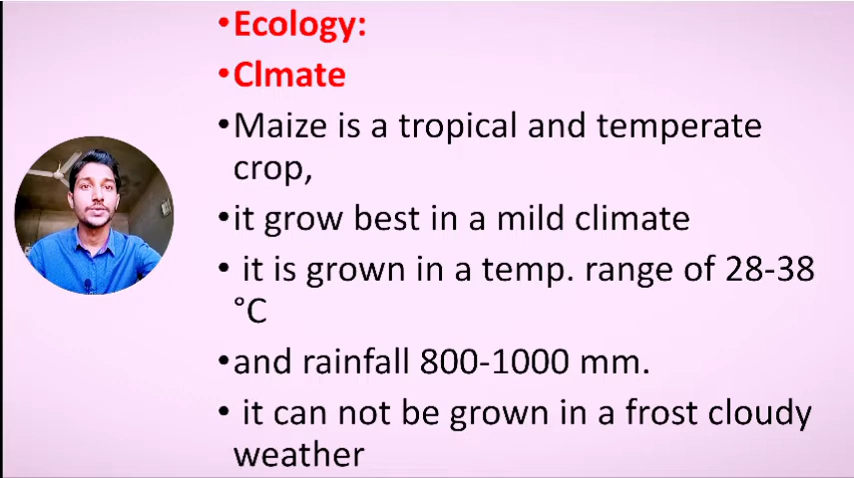 •Ecology:
•Clmate
•Maize is a tropical and temperate
crop,
•it grow best in a mild climate
• it is grown in a temp. range of 28-38
°C
•and rainfall 800-1000 mm.
• it can not be grown in a frost cloudy
weather